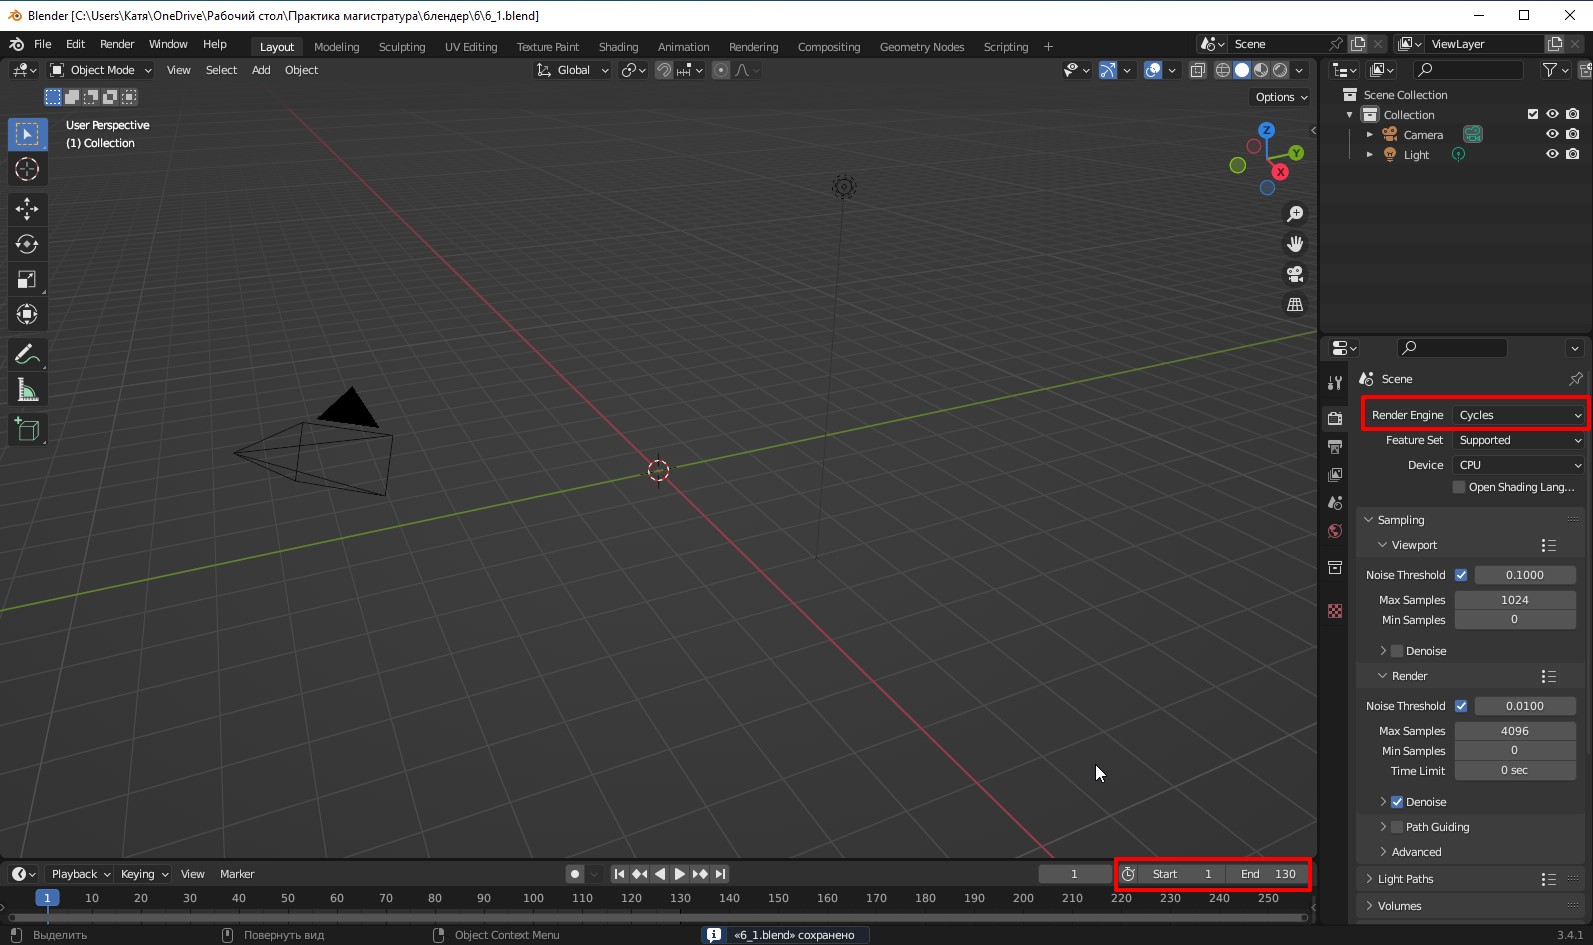 Blender [C:\Users\Катя\OneDrive\Рабочий стол\Практика магистратура\блендер\6\6_1.blend]
File Edit Render Window Help Layout Modeling Sculpting UV Editing Texture Paint Shading Animation Rendering Compositing Geometry Nodes Scripting + Scene ViewLayer
Object Mode View Select Add Object Global
Options
User Perspective
(1) Collection
Z
Y
X
Scene Collection
Collection
Camera
Light
Scene
Render Engine Cycles
Feature Set Supported
Device CPU
Open Shading Lang...
Sampling
Viewport
Noise Threshold 0.1000
Max Samples 1024
Min Samples 0
Denoise
Render
Noise Threshold 0.0100
Max Samples 4096
Min Samples 0
Time Limit 0 sec
Denoise
Path Guiding
Advanced
Light Paths
Volumes
Playback Keying View Marker 1 Start 1 End 130
1 10 20 30 40 50 60 70 80 90 100 110 120 130 140 150 160 170 180 190 200 210 220 230 240 250
Выделить Повернуть вид Object Context Menu «6_1.blend» сохранено 3.4.1